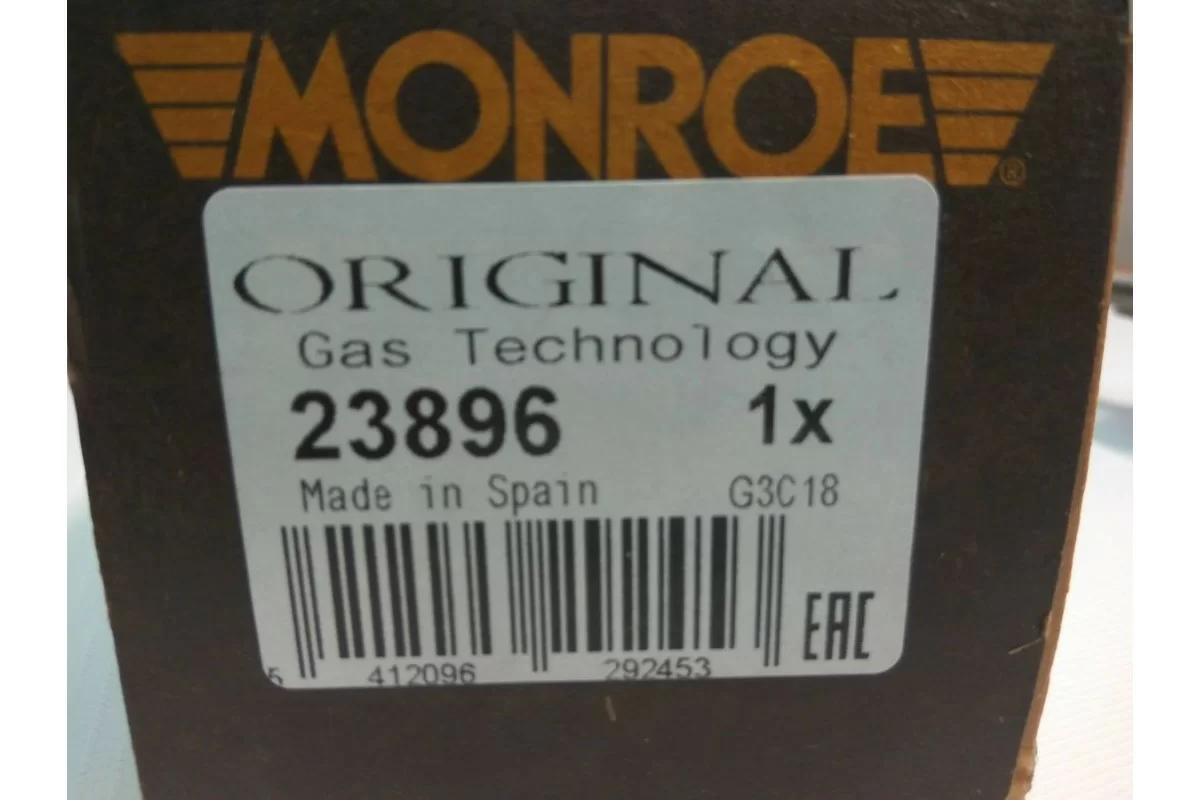 MONROE®
ORIGINAL
Gas Technology
23896 1x
Made in Spain G3C18
EAC
5 412096 292453